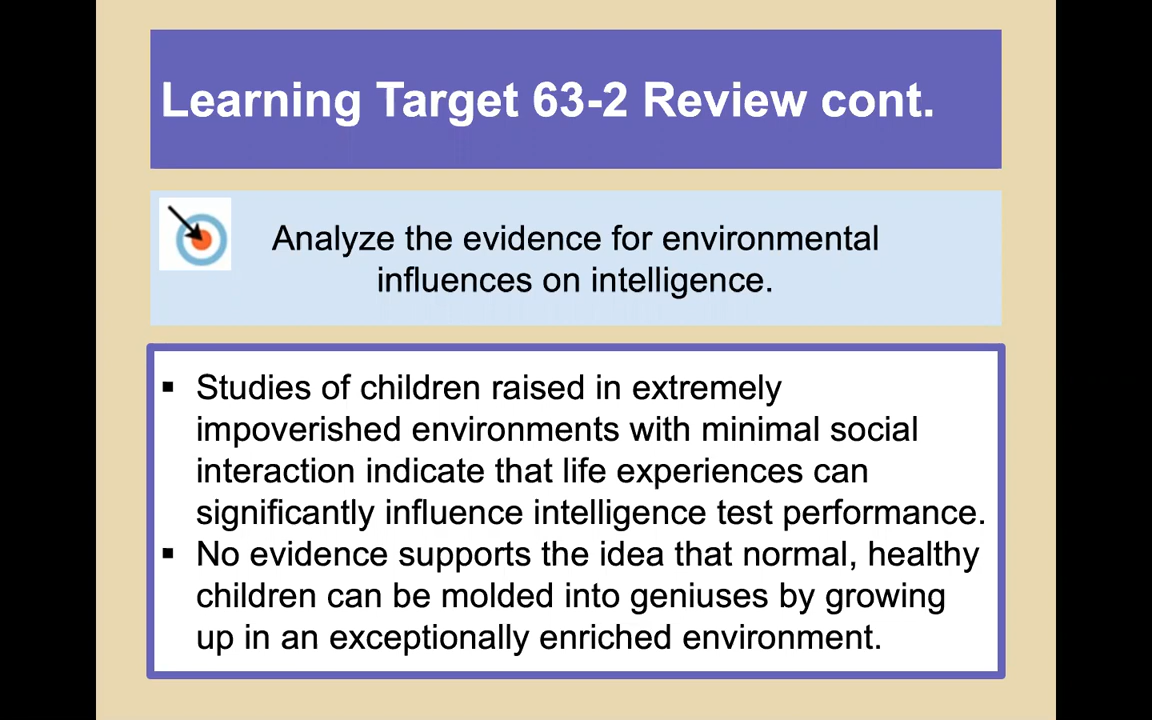 Learning Target 63-2 Review cont.
Analyze the evidence for environmental
influences on intelligence.
▪ Studies of children raised in extremely
impoverished environments with minimal social
interaction indicate that life experiences can
significantly influence intelligence test performance.
▪ No evidence supports the idea that normal, healthy
children can be molded into geniuses by growing
up in an exceptionally enriched environment.